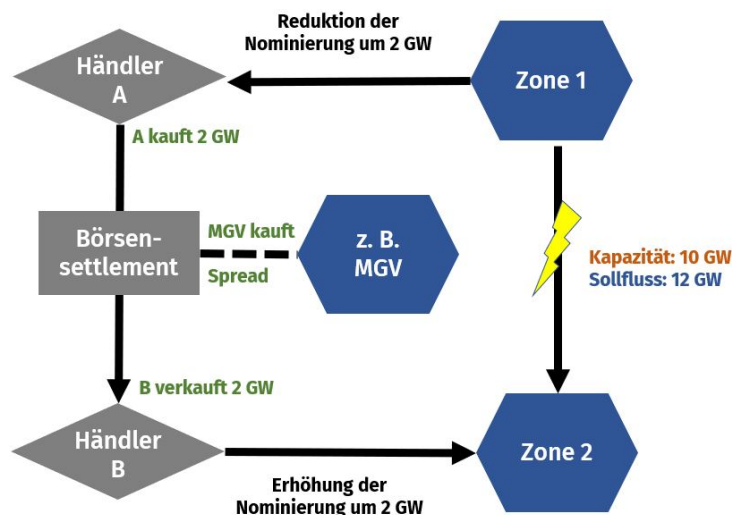 Reduktion der
Nominierung um 2 GW
Händler
A
Zone 1
A kauft 2 GW
Börsen-
settlement
MGV kauft
Spread
z. B.
MGV
Kapazität: 10 GW
Sollfluss: 12 GW
B verkauft 2 GW
Händler
B
Zone 2
Erhöhung der
Nominierung um 2 GW